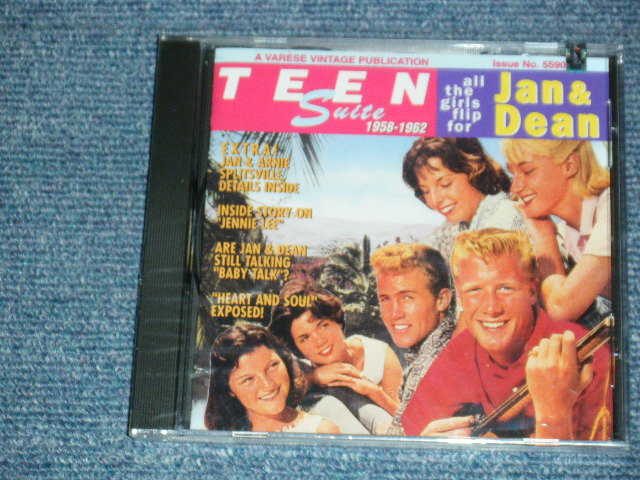 A VARÈSE VINTAGE PUBLICATION
Issue No. 5590
TEEN
Suite
1958-1962
all
the
girls
flip
for
Jan &
Dean
EXTRA!
JAN & ARNIE
SPLITSVILLE
DETAILS INSIDE
INSIDE STORY ON
"JENNIE LEE"
ARE JAN & DEAN
STILL TALKING
"BABY TALK"?
"HEART AND SOUL"
EXPOSED!